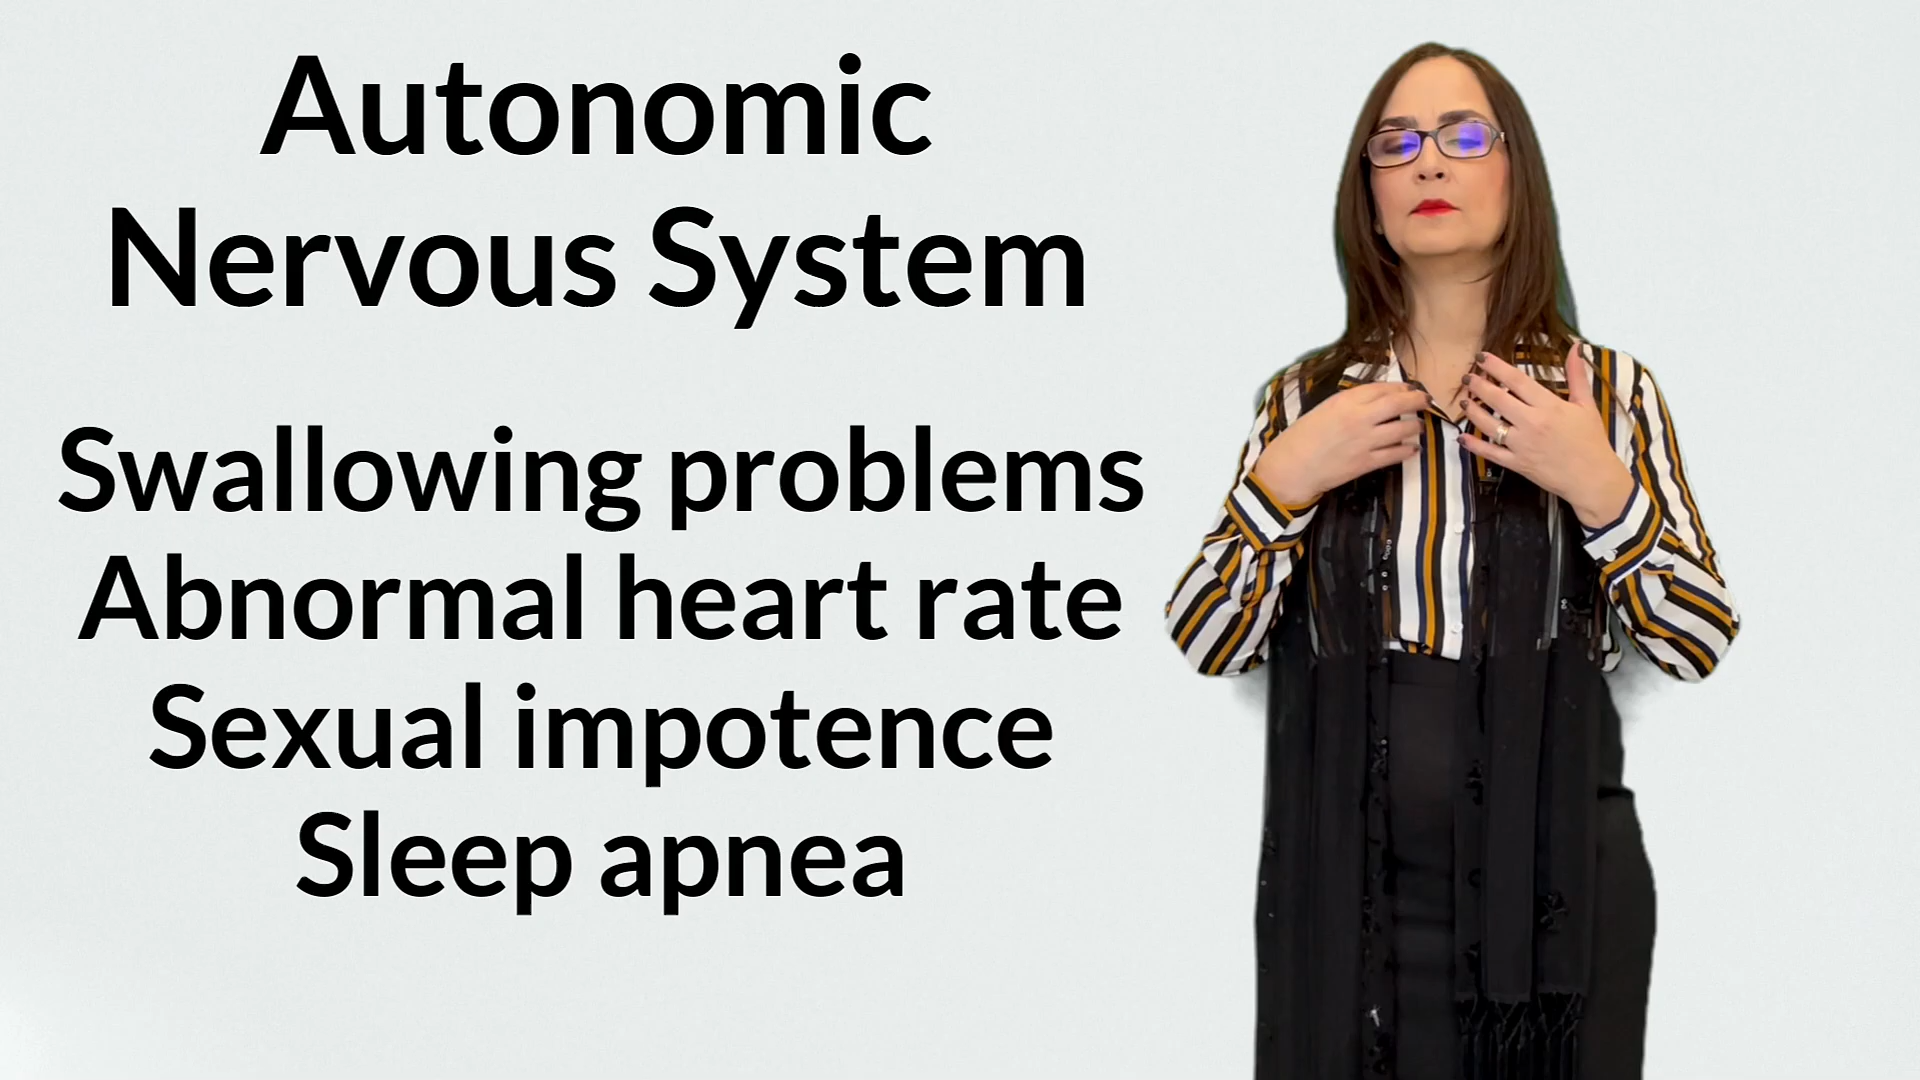 Autonomic
Nervous System
Swallowing problems
Abnormal heart rate
Sexual impotence
Sleep apnea